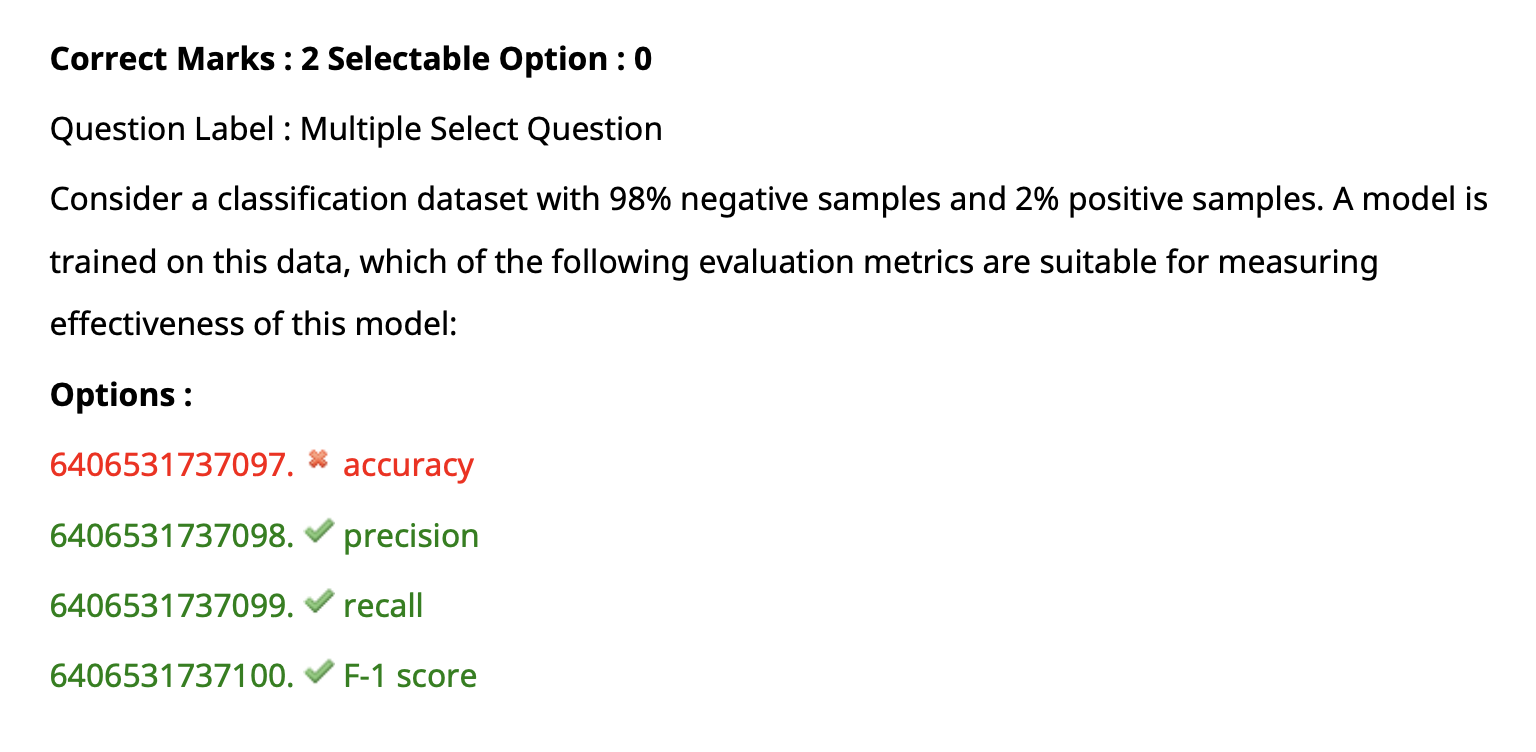 Correct Marks : 2 Selectable Option : 0
Question Label : Multiple Select Question
Consider a classification dataset with 98% negative samples and 2% positive samples. A model is
trained on this data, which of the following evaluation metrics are suitable for measuring
effectiveness of this model:
Options :
6406531737097. ✖ accuracy
6406531737098. ✔ precision
6406531737099. ✔ recall
6406531737100. ✔ F-1 score